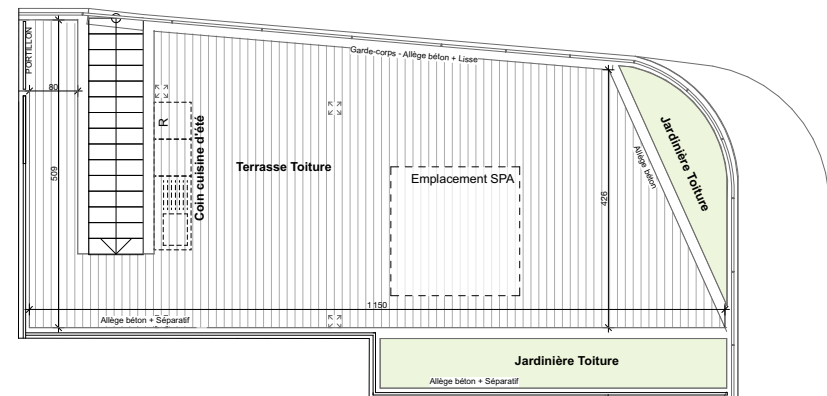 PORTILLON
80
509
R
Coin cuisine d'été
Terrasse Toiture
Garde-corps - Allège béton + Lisse
Emplacement SPA
426
Allège béton
Jardinière Toiture
1 150
Allège béton + Séparatif
Jardinière Toiture
Allège béton + Séparatif